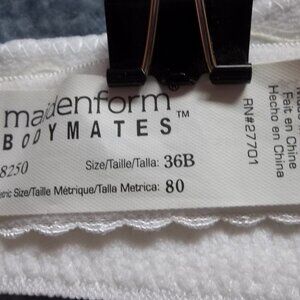 maidenform
BODYMATES™
8250
Size/Taille/Talla: 36B
Size/Taille Métrique/Talla Metrica: 80
Fait en Chine
Hecho en China
RN#27701